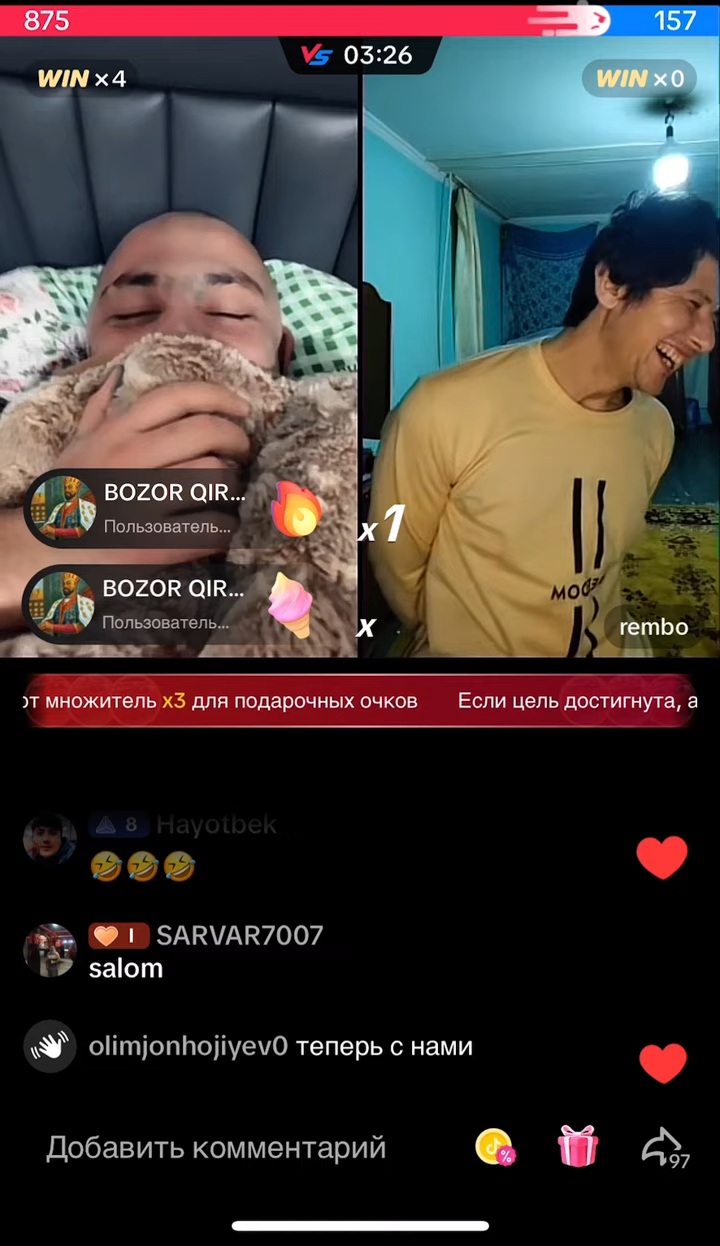 875
157
VS 03:26
WIN ×4
WIN ×0
BOZOR QIR...
Пользователь...
x1
BOZOR QIR...
Пользователь...
x
rembo
от множитель x3 для подарочных очков
Если цель достигнута, а
8 Hayotbek
I SARVAR7007
salom
olimjonhojiyev0 теперь с нами
Добавить комментарий
97